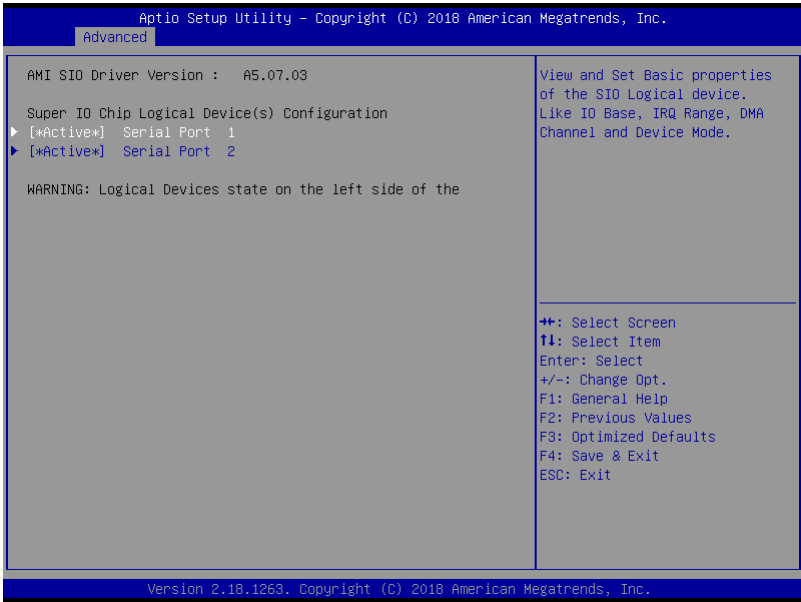 Aptio Setup Utility – Copyright (C) 2018 American Megatrends, Inc.
Advanced
AMI SIO Driver Version :   A5.07.03
Super IO Chip Logical Device(s) Configuration
[*Active*]   Serial Port  1
[*Active*]   Serial Port  2
WARNING: Logical Devices state on the left side of the
View and Set Basic properties
of the SIO Logical device.
Like IO Base, IRQ Range, DMA
Channel and Device Mode.
→←: Select Screen
↑↓: Select Item
Enter: Select
+/-: Change Opt.
F1: General Help
F2: Previous Values
F3: Optimized Defaults
F4: Save & Exit
ESC: Exit
Version 2.18.1263. Copyright (C) 2018 American Megatrends, Inc.